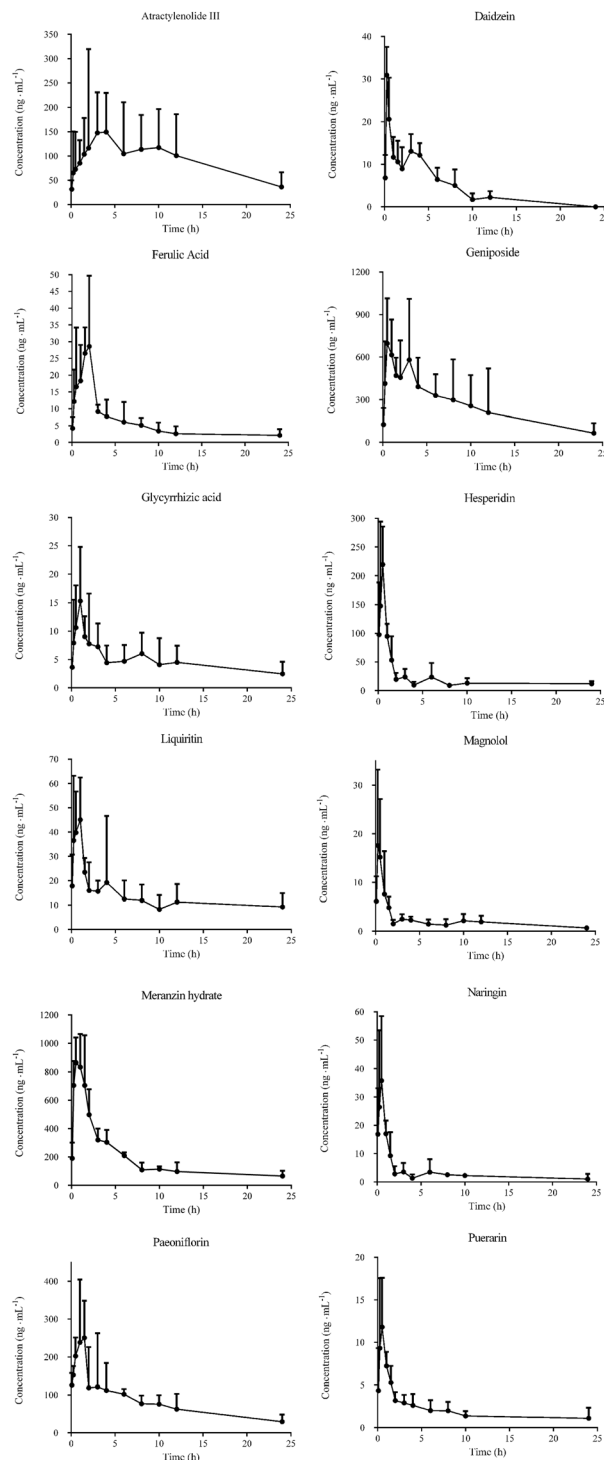 Atractylenolide III
Concentration (ng · mL⁻¹)
350
300
250
200
150
100
50
0
0 5 10 15 20 25
Time (h)
Daidzein
Concentration (ng · mL⁻¹)
40
30
20
10
0
0 5 10 15 20 25
Time (h)
Ferulic Acid
Concentration (ng · mL⁻¹)
50
45
40
35
30
25
20
15
10
5
0
0 5 10 15 20 25
Time (h)
Geniposide
Concentration (ng · mL⁻¹)
1200
900
600
300
0
0 5 10 15 20 25
Time (h)
Glycyrrhizic acid
Concentration (ng · mL⁻¹)
30
25
20
15
10
5
0
0 5 10 15 20 25
Time (h)
Hesperidin
Concentration (ng · mL⁻¹)
300
250
200
150
100
50
0
0 5 10 15 20 25
Time (h)
Liquiritin
Concentration (ng · mL⁻¹)
70
60
50
40
30
20
10
0
0 5 10 15 20 25
Time (h)
Magnolol
Concentration (ng · mL⁻¹)
30
20
10
0
0 5 10 15 20 25
Time (h)
Meranzin hydrate
Concentration (ng · mL⁻¹)
1200
1000
800
600
400
200
0
0 5 10 15 20 25
Time (h)
Naringin
Concentration (ng · mL⁻¹)
60
50
40
30
20
10
0
0 5 10 15 20 25
Time (h)
Paeoniflorin
Concentration (ng · mL⁻¹)
400
300
200
100
0
0 5 10 15 20 25
Time (h)
Puerarin
Concentration (ng · mL⁻¹)
20
15
10
5
0
0 5 10 15 20 25
Time (h)